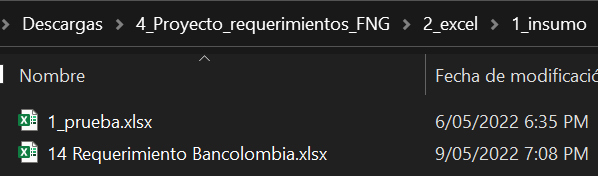 Descargas > 4_Proyecto_requerimientos_FNG > 2_excel > 1_insumo
Nombre Fecha de modificació
1_prueba.xlsx 6/05/2022 6:35 PM
14 Requerimiento Bancolombia.xlsx 9/05/2022 7:08 PM